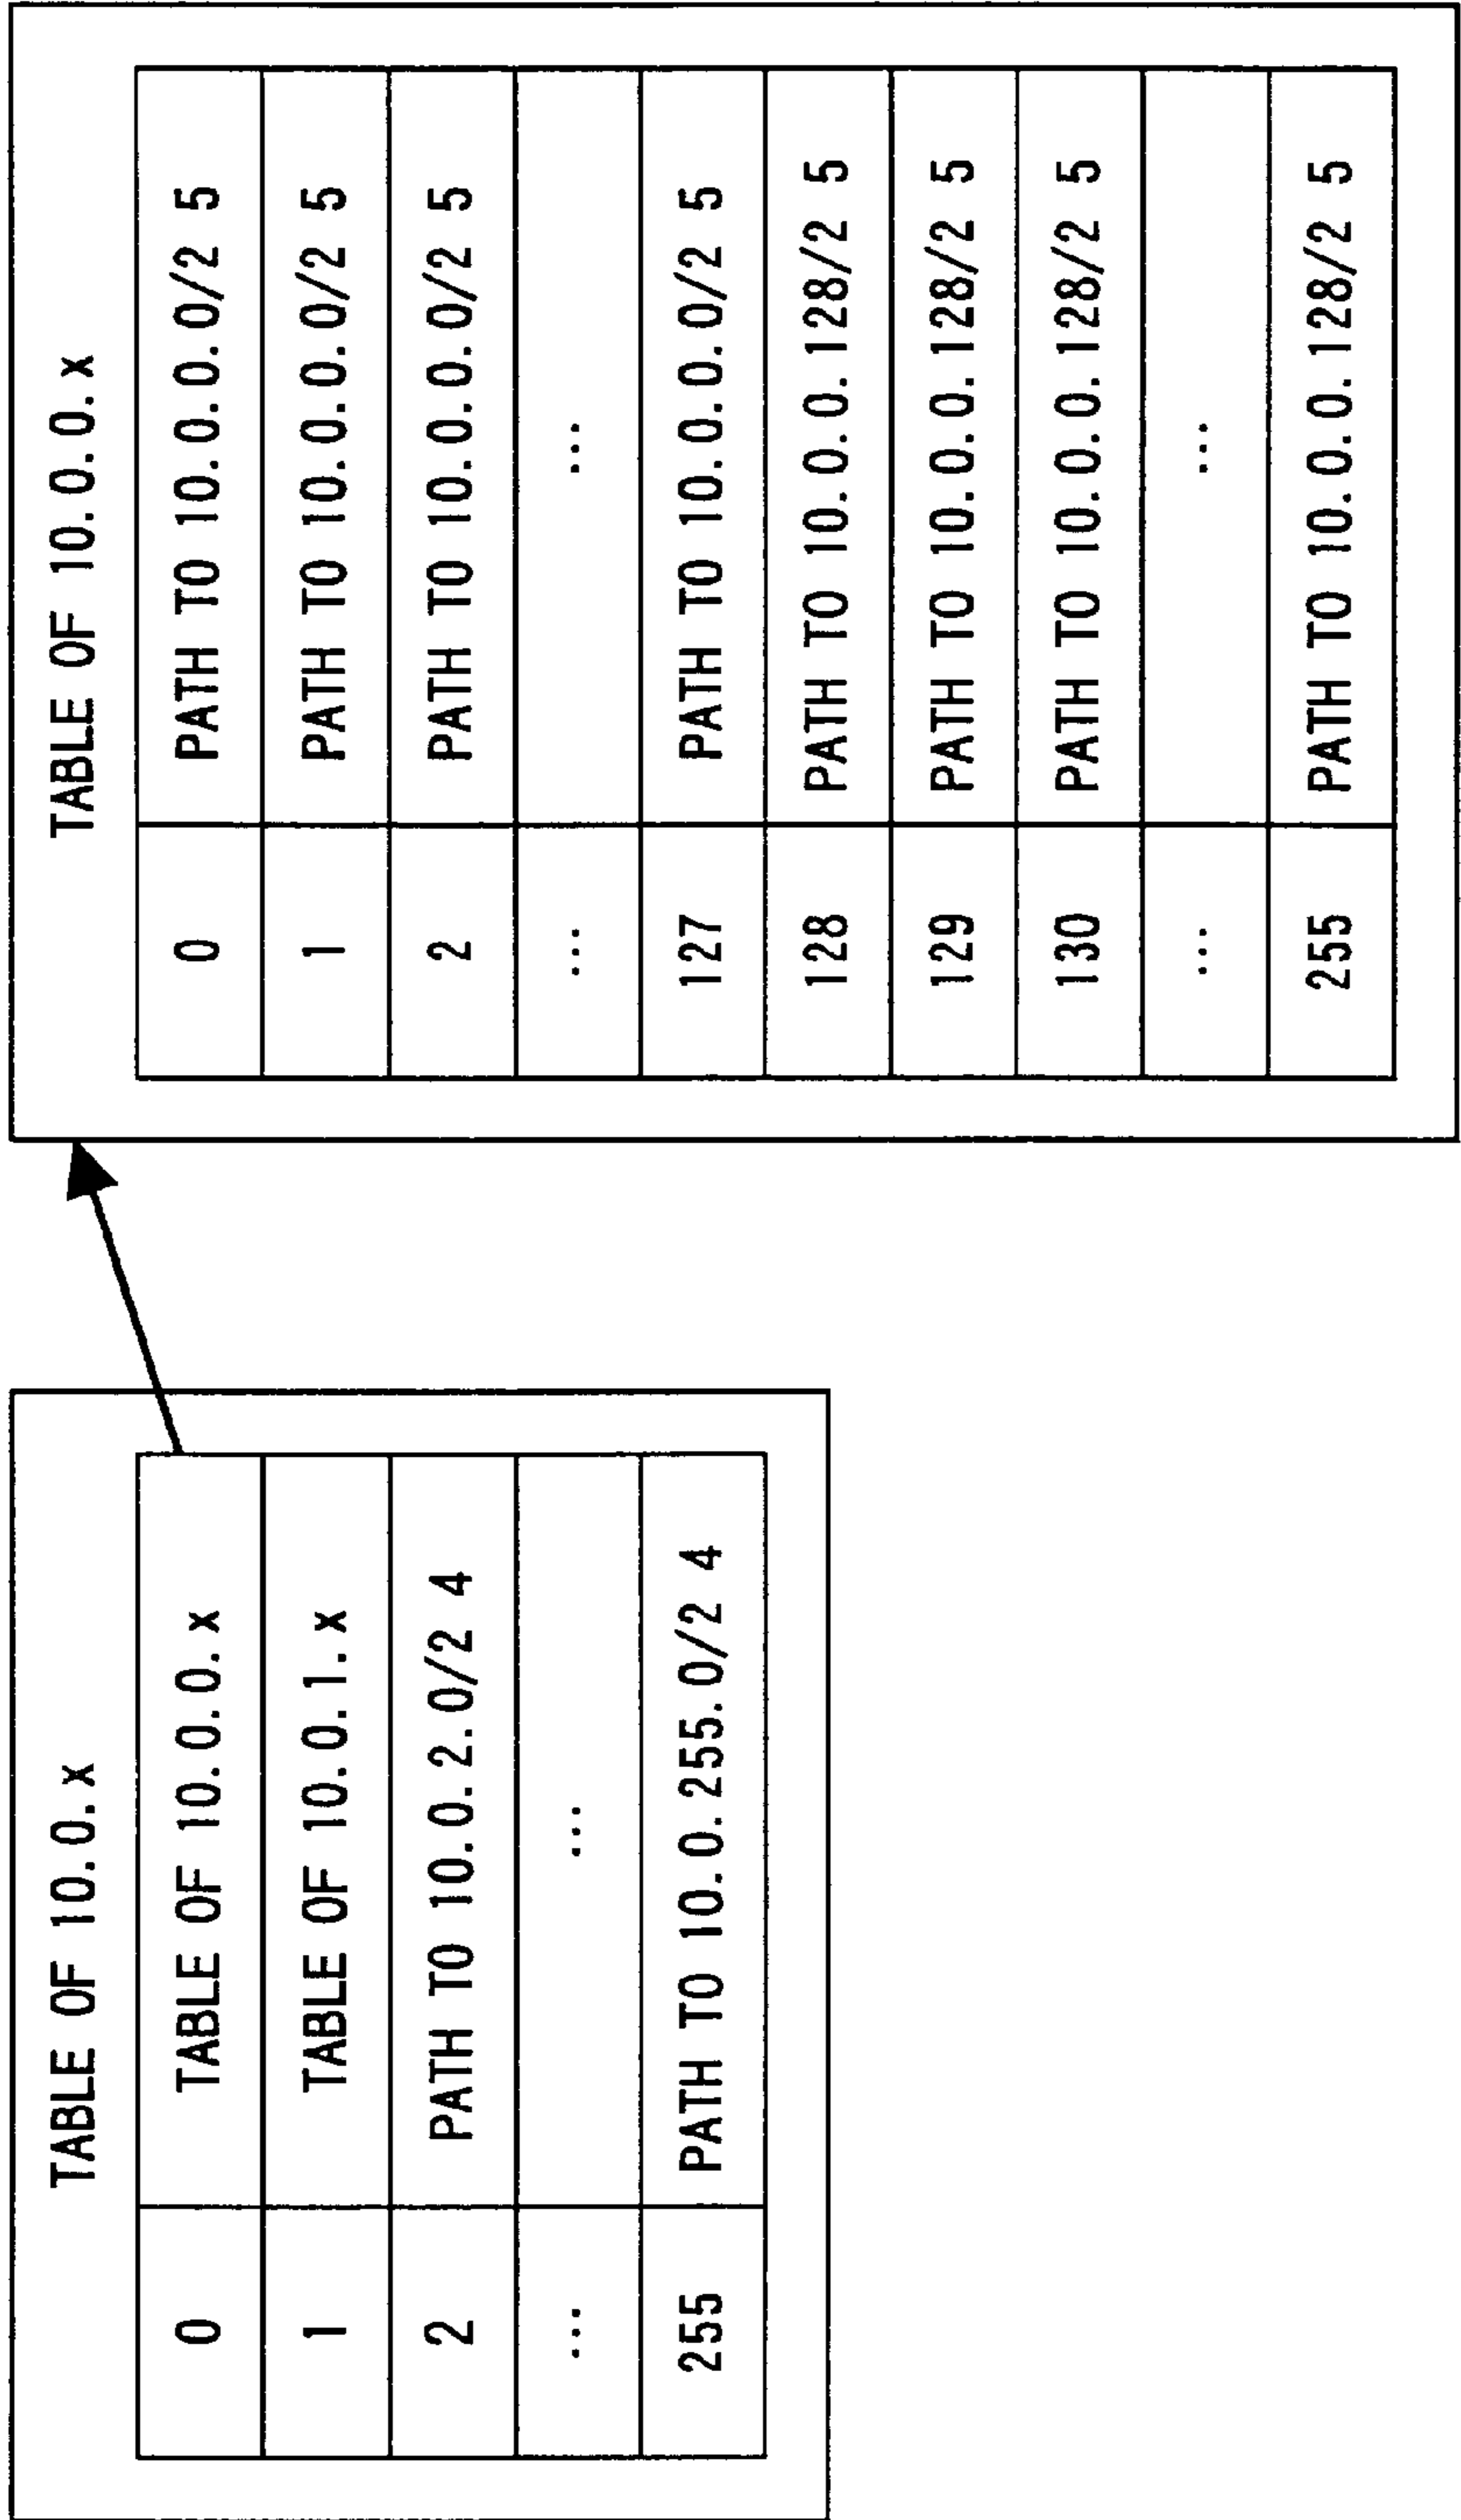 TABLE OF 10.0.x
0 TABLE OF 10.0.0.x
1 TABLE OF 10.0.1.x
2 PATH TO 10.0.2.0/2 4
... ...
255 PATH TO 10.0.255.0/2 4
TABLE OF 10.0.0.x
0 PATH TO 10.0.0.0/2 5
1 PATH TO 10.0.0.0/2 5
2 PATH TO 10.0.0.0/2 5
... ...
127 PATH TO 10.0.0.0/2 5
128 PATH TO 10.0.0.128/2 5
129 PATH TO 10.0.0.128/2 5
130 PATH TO 10.0.0.128/2 5
... ...
255 PATH TO 10.0.0.128/2 5